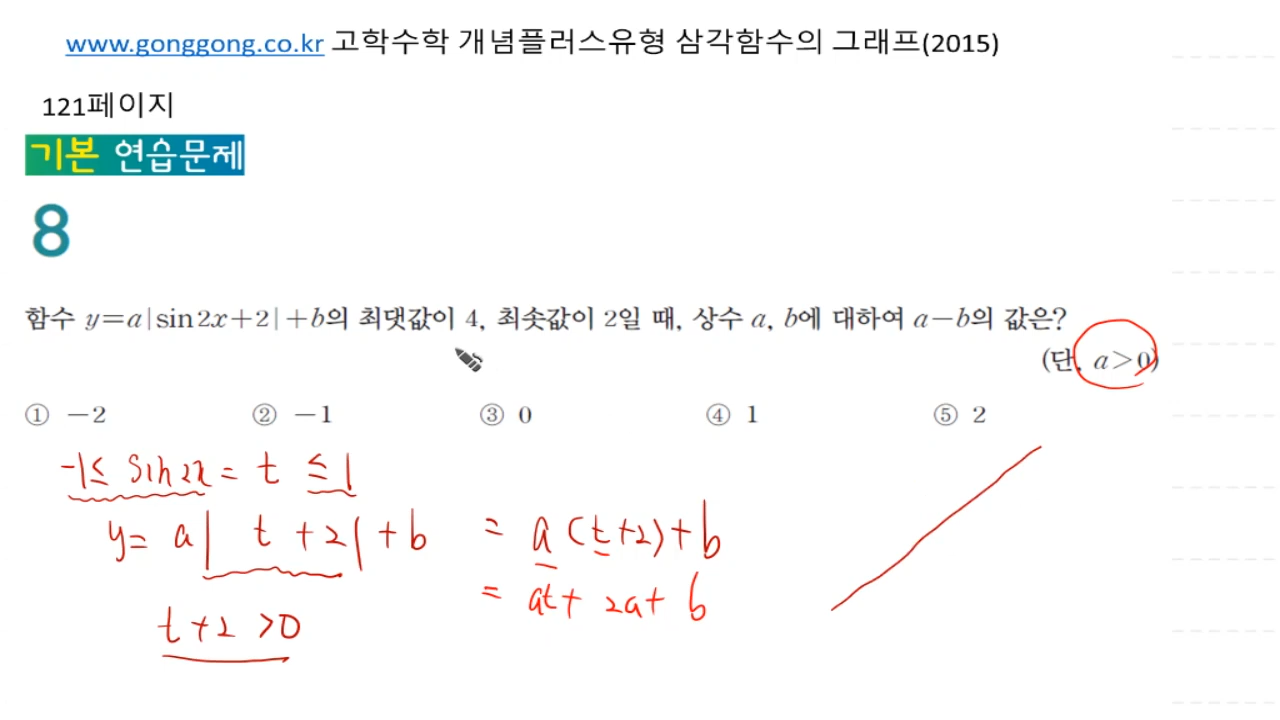 www.gonggong.co.kr 고학수학 개념플러스유형 삼각함수의 그래프(2015)
121페이지
기본 연습문제
8
함수 y=a|sin2x+2|+b의 최댓값이 4, 최솟값이 2일 때, 상수 a, b에 대하여 a-b의 값은?
(단, a>0)
① -2 ② -1 ③ 0 ④ 1 ⑤ 2
-1≤ sin2x = t ≤1
y= a| t +2|+b = a(t+2)+b
= at+ 2a+ b
t+2 >0